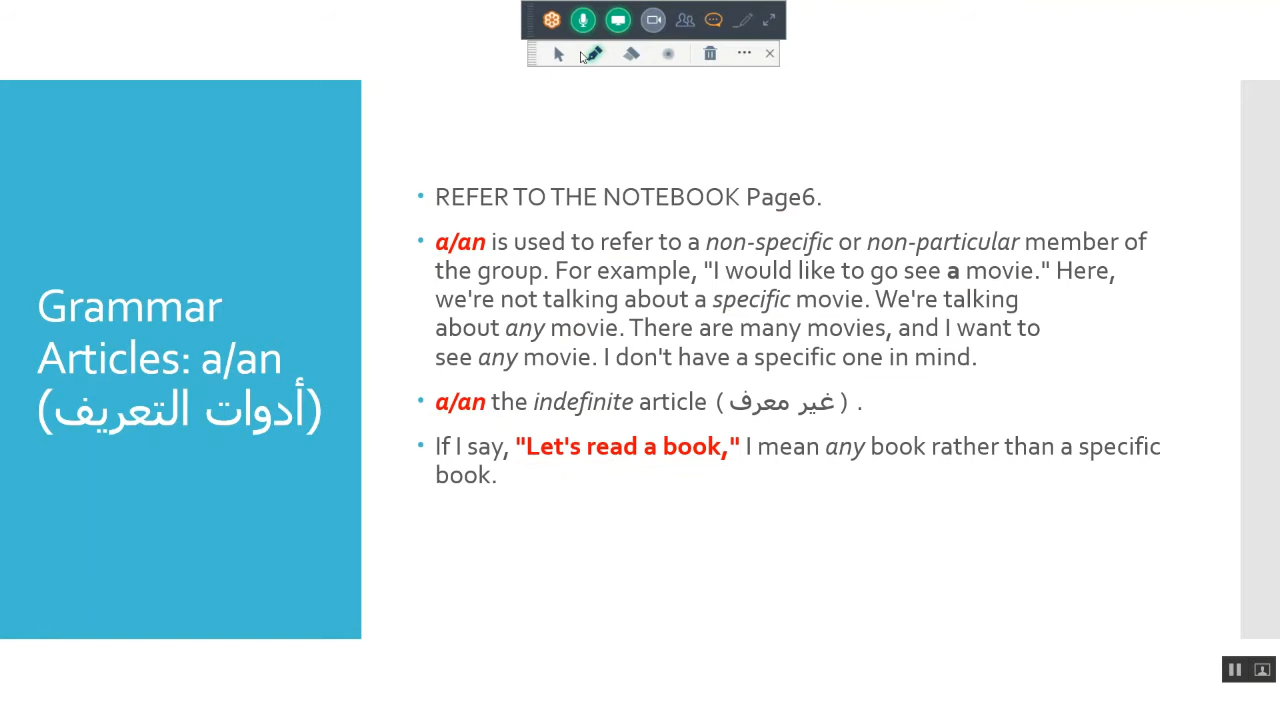 Grammar
Articles: a/an
(أدوات التعريف)
REFER TO THE NOTEBOOK Page6.
a/an is used to refer to a non-specific or non-particular member of
the group. For example, "I would like to go see a movie." Here,
we're not talking about a specific movie. We're talking
about any movie. There are many movies, and I want to
see any movie. I don't have a specific one in mind.
a/an the indefinite article ( غير معرف ) .
If I say, "Let's read a book," I mean any book rather than a specific
book.